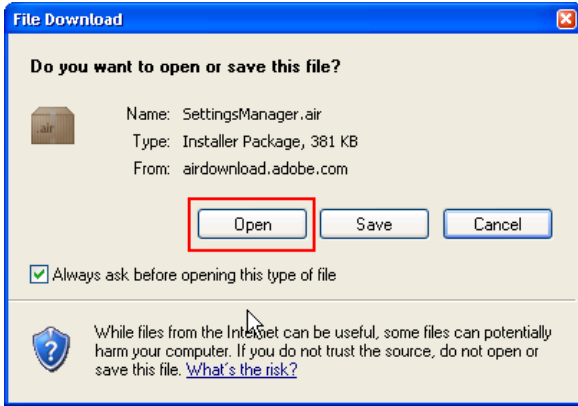 File Download
Do you want to open or save this file?
.air
Name: SettingsManager.air
Type: Installer Package, 381 KB
From: airdownload.adobe.com
Open Save Cancel
Always ask before opening this type of file
While files from the Internet can be useful, some files can potentially
harm your computer. If you do not trust the source, do not open or
save this file. What's the risk?